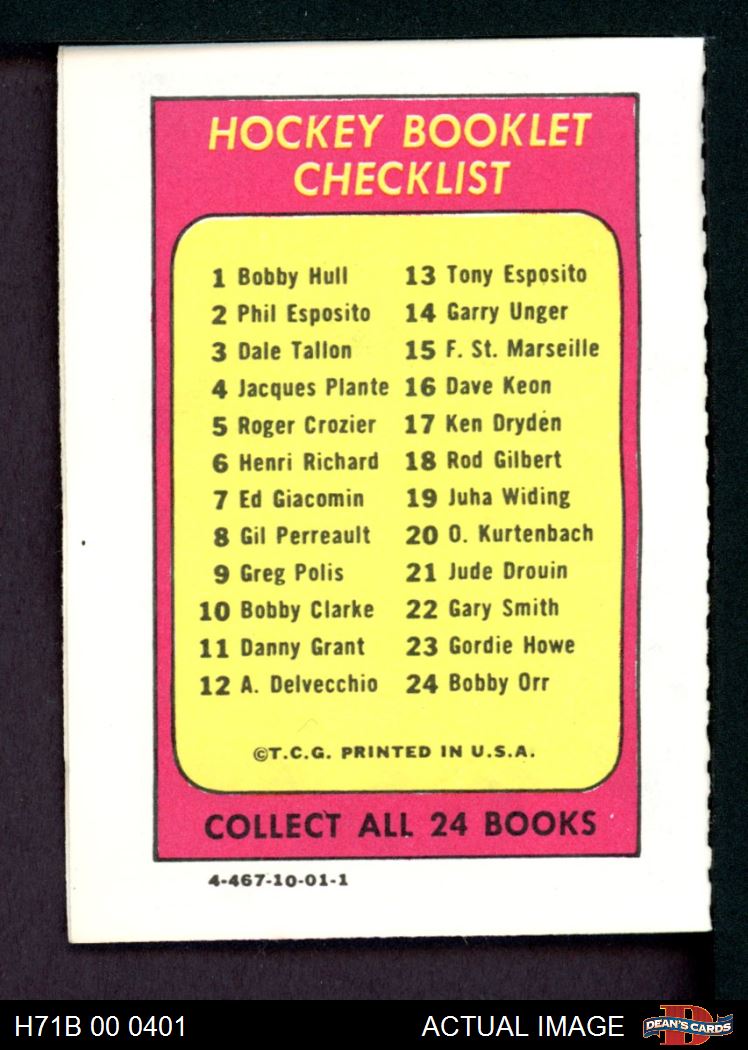 HOCKEY BOOKLET
CHECKLIST
1 Bobby Hull
2 Phil Esposito
3 Dale Tallon
4 Jacques Plante
5 Roger Crozier
6 Henri Richard
7 Ed Giacomin
8 Gil Perreault
9 Greg Polis
10 Bobby Clarke
11 Danny Grant
12 A. Delvecchio
13 Tony Esposito
14 Garry Unger
15 F. St. Marseille
16 Dave Keon
17 Ken Dryden
18 Rod Gilbert
19 Juha Widing
20 O. Kurtenbach
21 Jude Drouin
22 Gary Smith
23 Gordie Howe
24 Bobby Orr
©T.C.G. PRINTED IN U.S.A.
COLLECT ALL 24 BOOKS
4-467-10-01-1
H71B 00 0401
ACTUAL IMAGE
D
DEAN'S CARDS